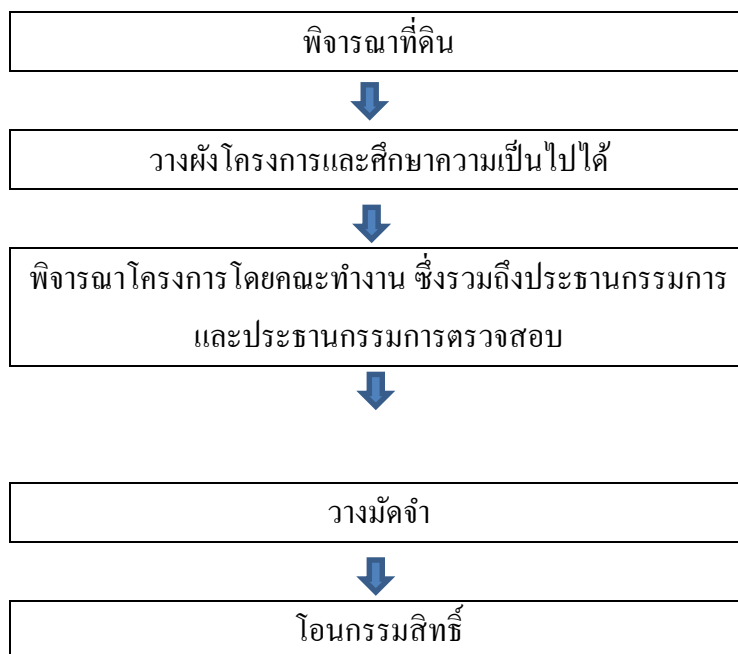 พิจารณาที่ดิน
วางผังโครงการและศึกษาความเป็นไปได้
พิจารณาโครงการโดยคณะทำงาน ซึ่งรวมถึงประธานกรรมการ
และประธานกรรมการตรวจสอบ
วางมัดจำ
โอนกรรมสิทธิ์